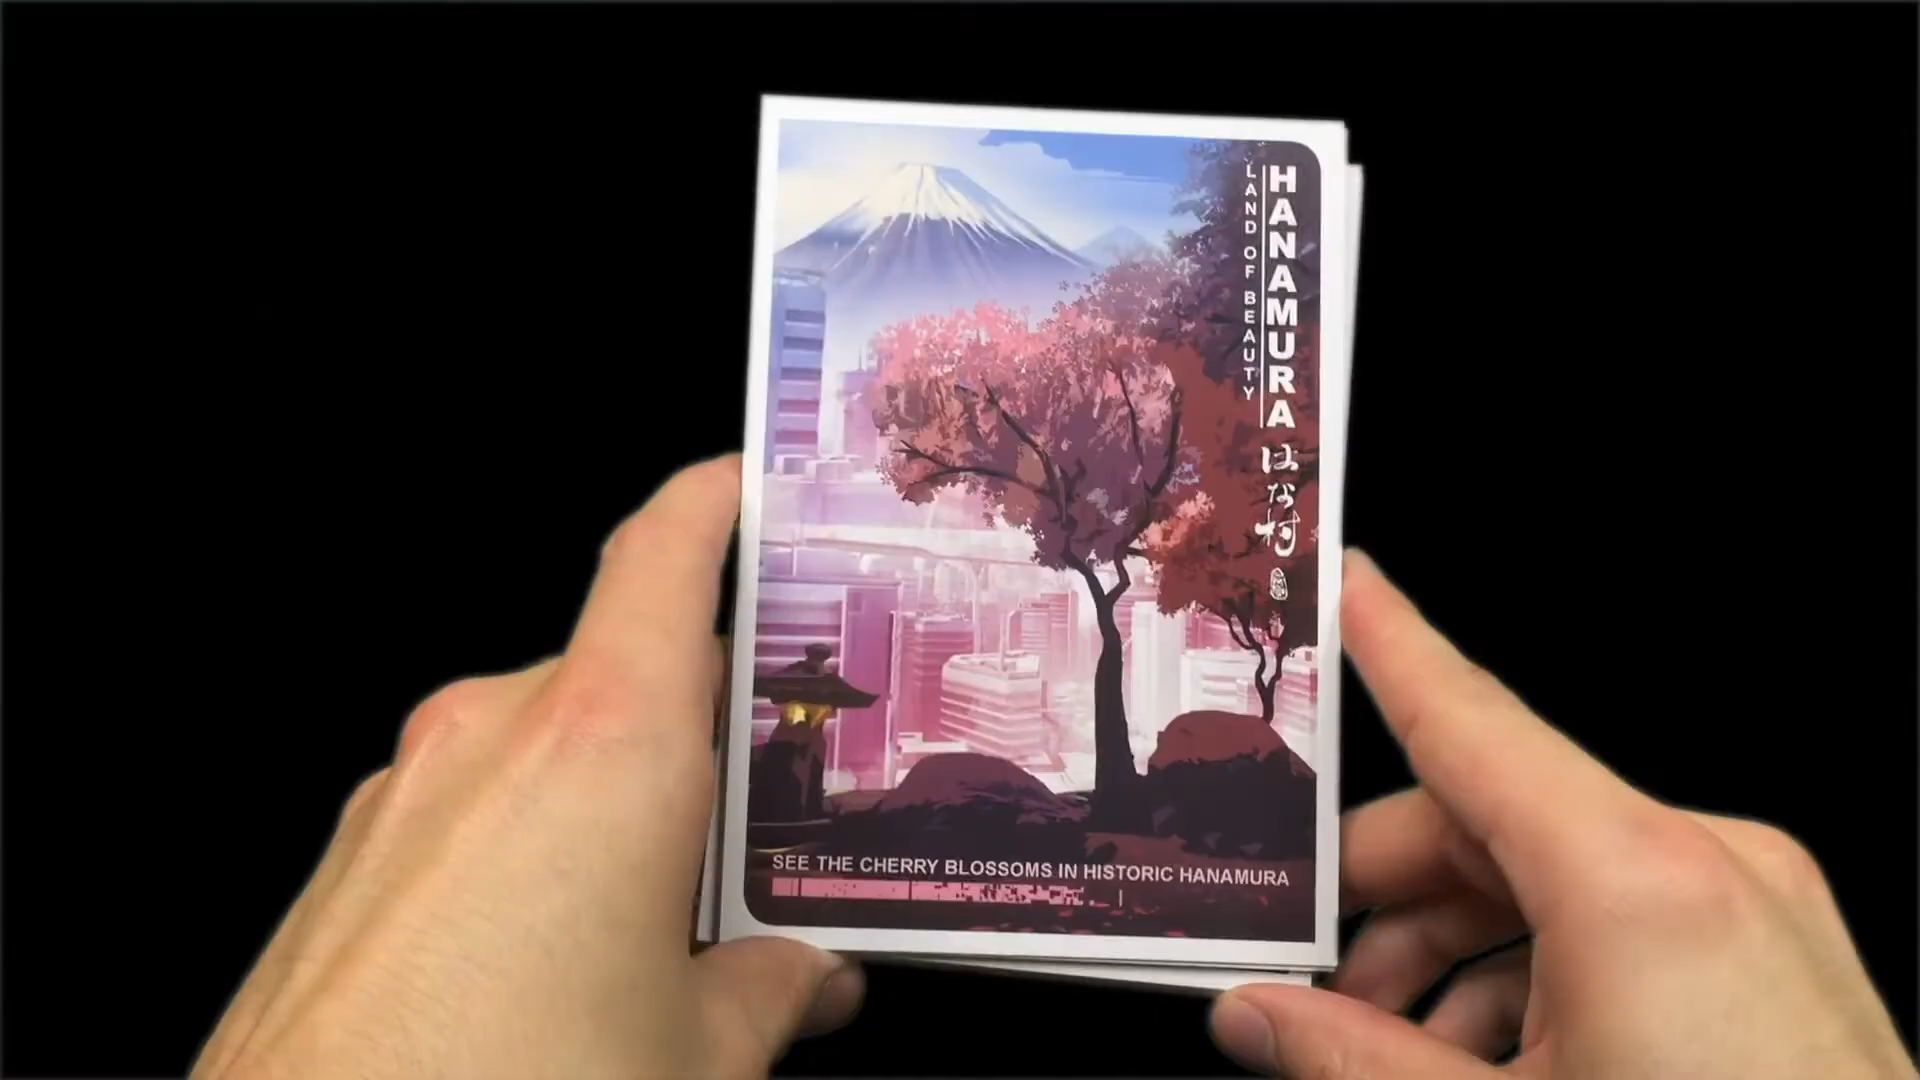 HANAMURA はな村
LAND OF BEAUTY
SEE THE CHERRY BLOSSOMS IN HISTORIC HANAMURA